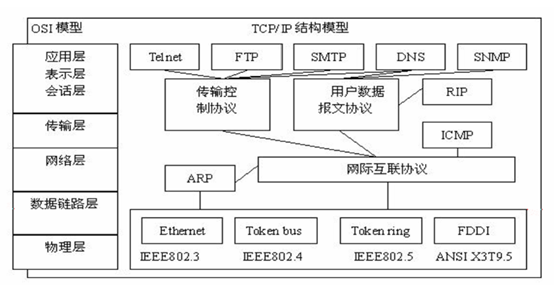 OSI 模型
TCP/IP 结构模型
应用层
表示层
会话层
传输层
网络层
数据链路层
物理层
Telnet
FTP
SMTP
DNS
SNMP
传输控
制协议
用户数据
报文协议
RIP
ICMP
ARP
网际互联协议
Ethernet
Token bus
Token ring
FDDI
IEEE802.3
IEEE802.4
IEEE802.5
ANSI X3T9.5